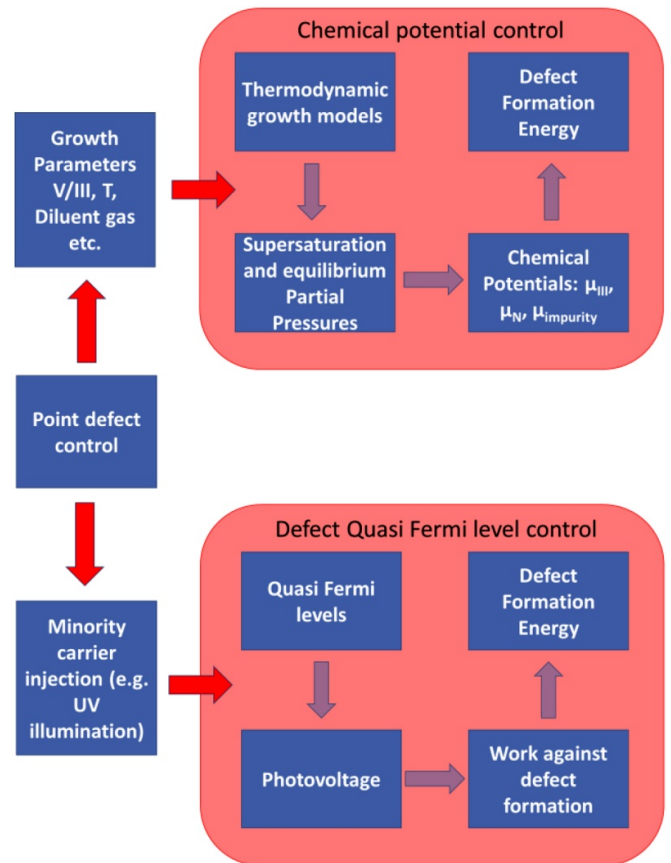 Chemical potential control
Thermodynamic
growth models
Defect
Formation
Energy
Growth
Parameters
V/III, T,
Diluent gas
etc.
Supersaturation
and equilibrium
Partial
Pressures
Chemical
Potentials: μIII,
μN, μimpurity
Point defect
control
Defect Quasi Fermi level control
Quasi Fermi
levels
Defect
Formation
Energy
Minority
carrier
injection (e.g.
UV
illumination)
Photovoltage
Work against
defect
formation